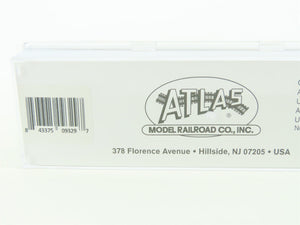 ATLAS
®
MODEL RAILROAD CO., INC.
8 43375 09329 7
378 Florence Avenue • Hillside, NJ 07205 • USA